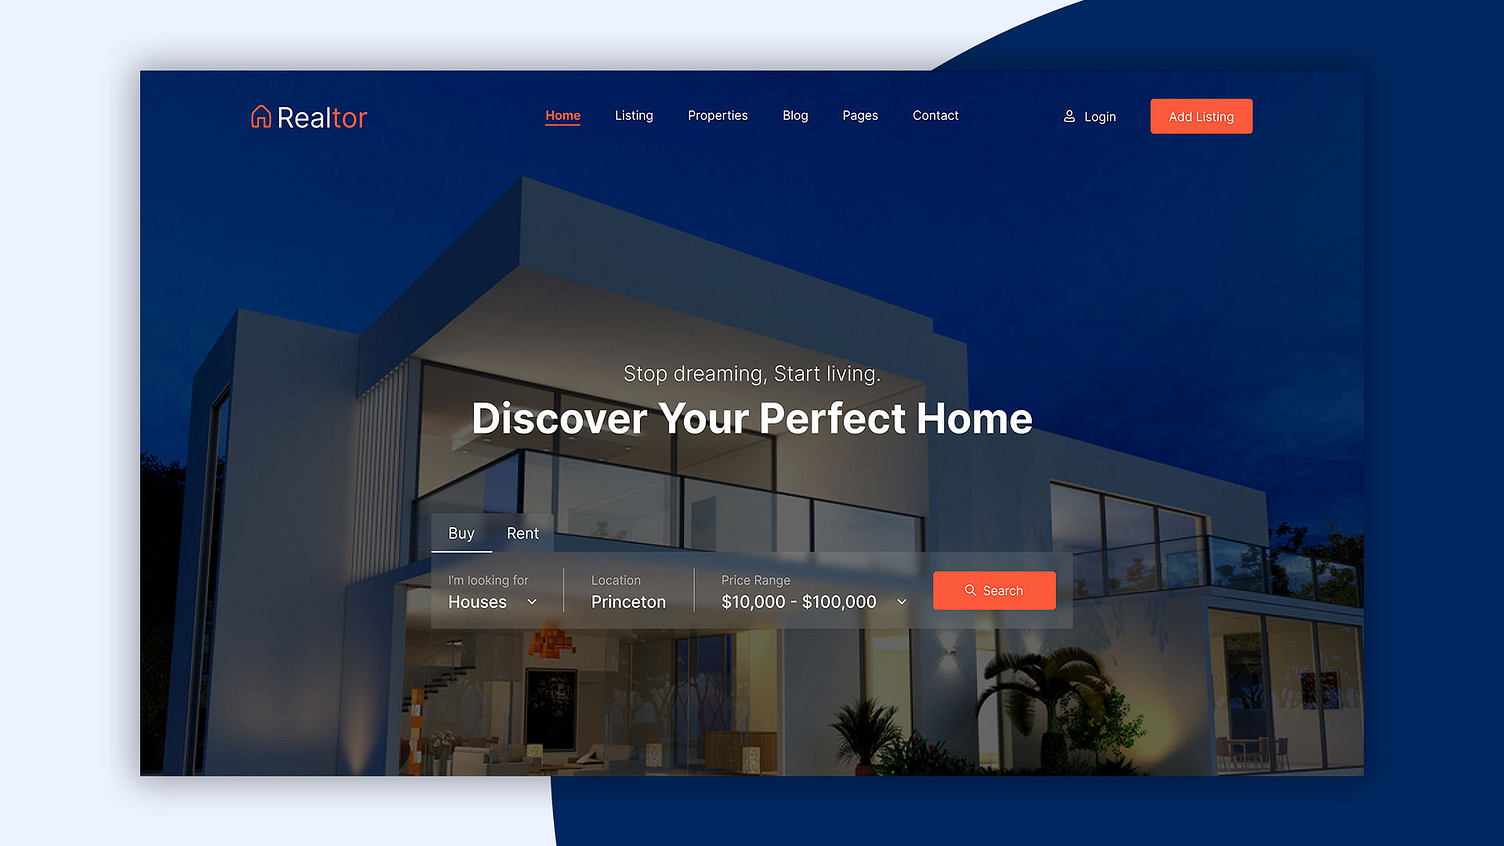 Realtor
Home Listing Properties Blog Pages Contact
Login
Add Listing
Stop dreaming, Start living.
Discover Your Perfect Home
Buy Rent
I'm looking for
Houses
Location
Princeton
Price Range
$10,000 - $100,000
Search